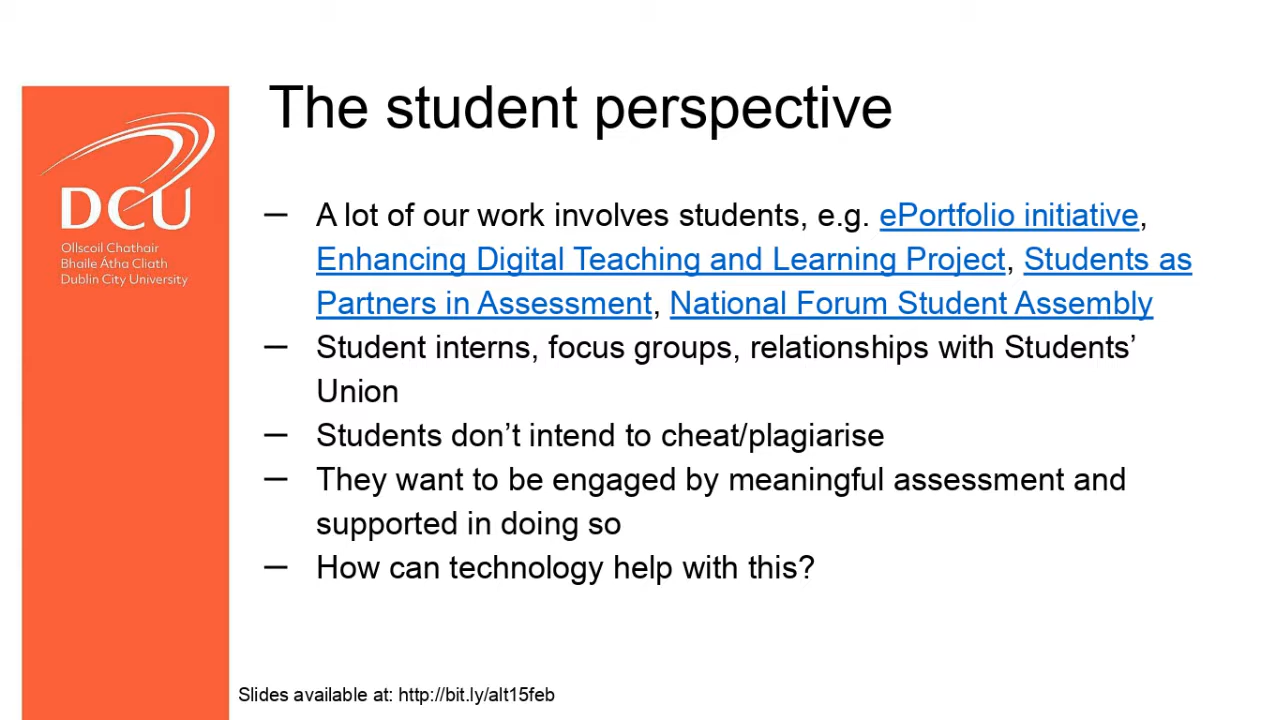 The student perspective
DCU
Ollscoil Chathair
Bhaile Átha Cliath
Dublin City University
– A lot of our work involves students, e.g. ePortfolio initiative,
Enhancing Digital Teaching and Learning Project, Students as
Partners in Assessment, National Forum Student Assembly
– Student interns, focus groups, relationships with Students’
Union
– Students don’t intend to cheat/plagiarise
– They want to be engaged by meaningful assessment and
supported in doing so
– How can technology help with this?
Slides available at: http://bit.ly/alt15feb